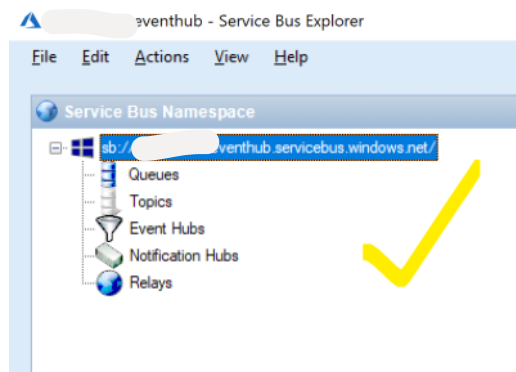 eventhub - Service Bus Explorer
File Edit Actions View Help
Service Bus Namespace
sb:// eventhub.servicebus.windows.net/
Queues
Topics
Event Hubs
Notification Hubs
Relays